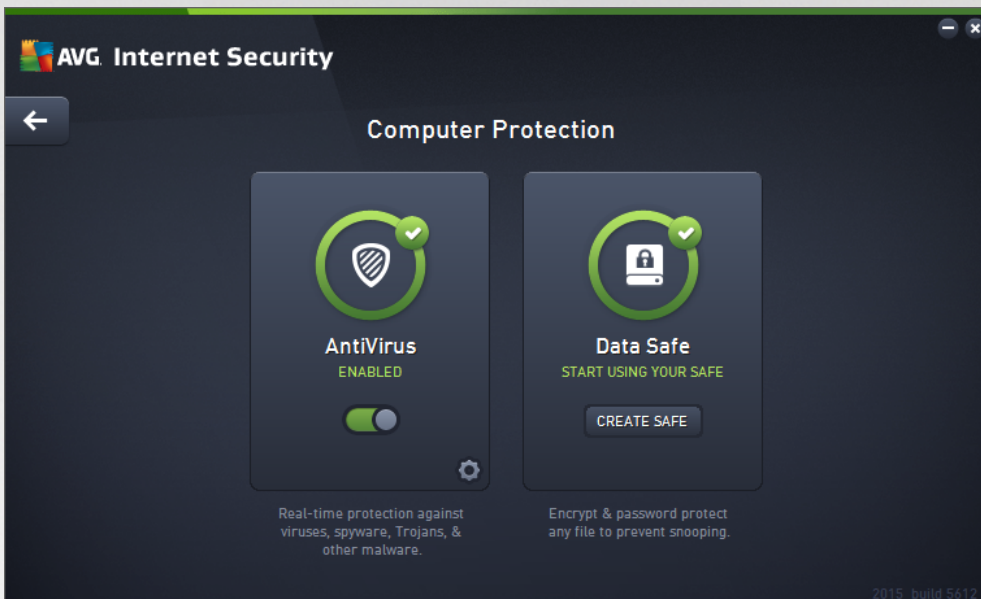 AVG. Internet Security
Computer Protection
AntiVirus
ENABLED
Real-time protection against
viruses, spyware, Trojans, &
other malware.
Data Safe
START USING YOUR SAFE
CREATE SAFE
Encrypt & password protect
any file to prevent snooping.
2015 build 5612